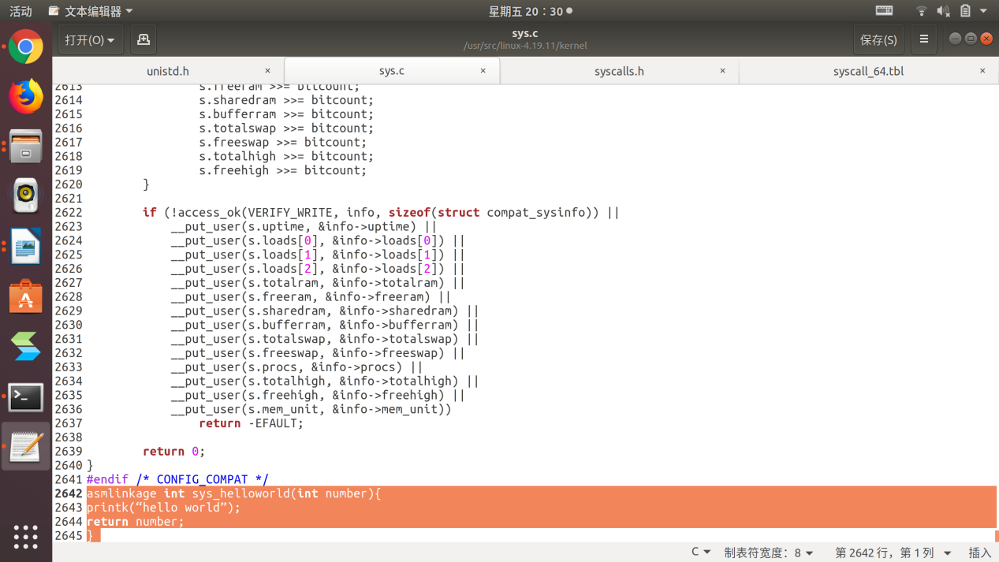 活动 文本编辑器 星期五 20：30
打开(O) sys.c 保存(S)
/usr/src/linux-4.19.11/kernel
unistd.h × sys.c × syscalls.h × syscall_64.tbl ×
2613 s.freeram >>= bitcount;
2614 s.sharedram >>= bitcount;
2615 s.bufferram >>= bitcount;
2616 s.totalswap >>= bitcount;
2617 s.freeswap >>= bitcount;
2618 s.totalhigh >>= bitcount;
2619 s.freehigh >>= bitcount;
2620 }
2621
2622 if (!access_ok(VERIFY_WRITE, info, sizeof(struct compat_sysinfo)) ||
2623 __put_user(s.uptime, &info->uptime) ||
2624 __put_user(s.loads[0], &info->loads[0]) ||
2625 __put_user(s.loads[1], &info->loads[1]) ||
2626 __put_user(s.loads[2], &info->loads[2]) ||
2627 __put_user(s.totalram, &info->totalram) ||
2628 __put_user(s.freeram, &info->freeram) ||
2629 __put_user(s.sharedram, &info->sharedram) ||
2630 __put_user(s.bufferram, &info->bufferram) ||
2631 __put_user(s.totalswap, &info->totalswap) ||
2632 __put_user(s.freeswap, &info->freeswap) ||
2633 __put_user(s.procs, &info->procs) ||
2634 __put_user(s.totalhigh, &info->totalhigh) ||
2635 __put_user(s.freehigh, &info->freehigh) ||
2636 __put_user(s.mem_unit, &info->mem_unit))
2637 return -EFAULT;
2638
2639 return 0;
2640 }
2641 #endif /* CONFIG_COMPAT */
2642 asmlinkage int sys_helloworld(int number){
2643 printk(“hello world”);
2644 return number;
2645 }
C 制表符宽度：8 第 2642 行，第 1 列 插入